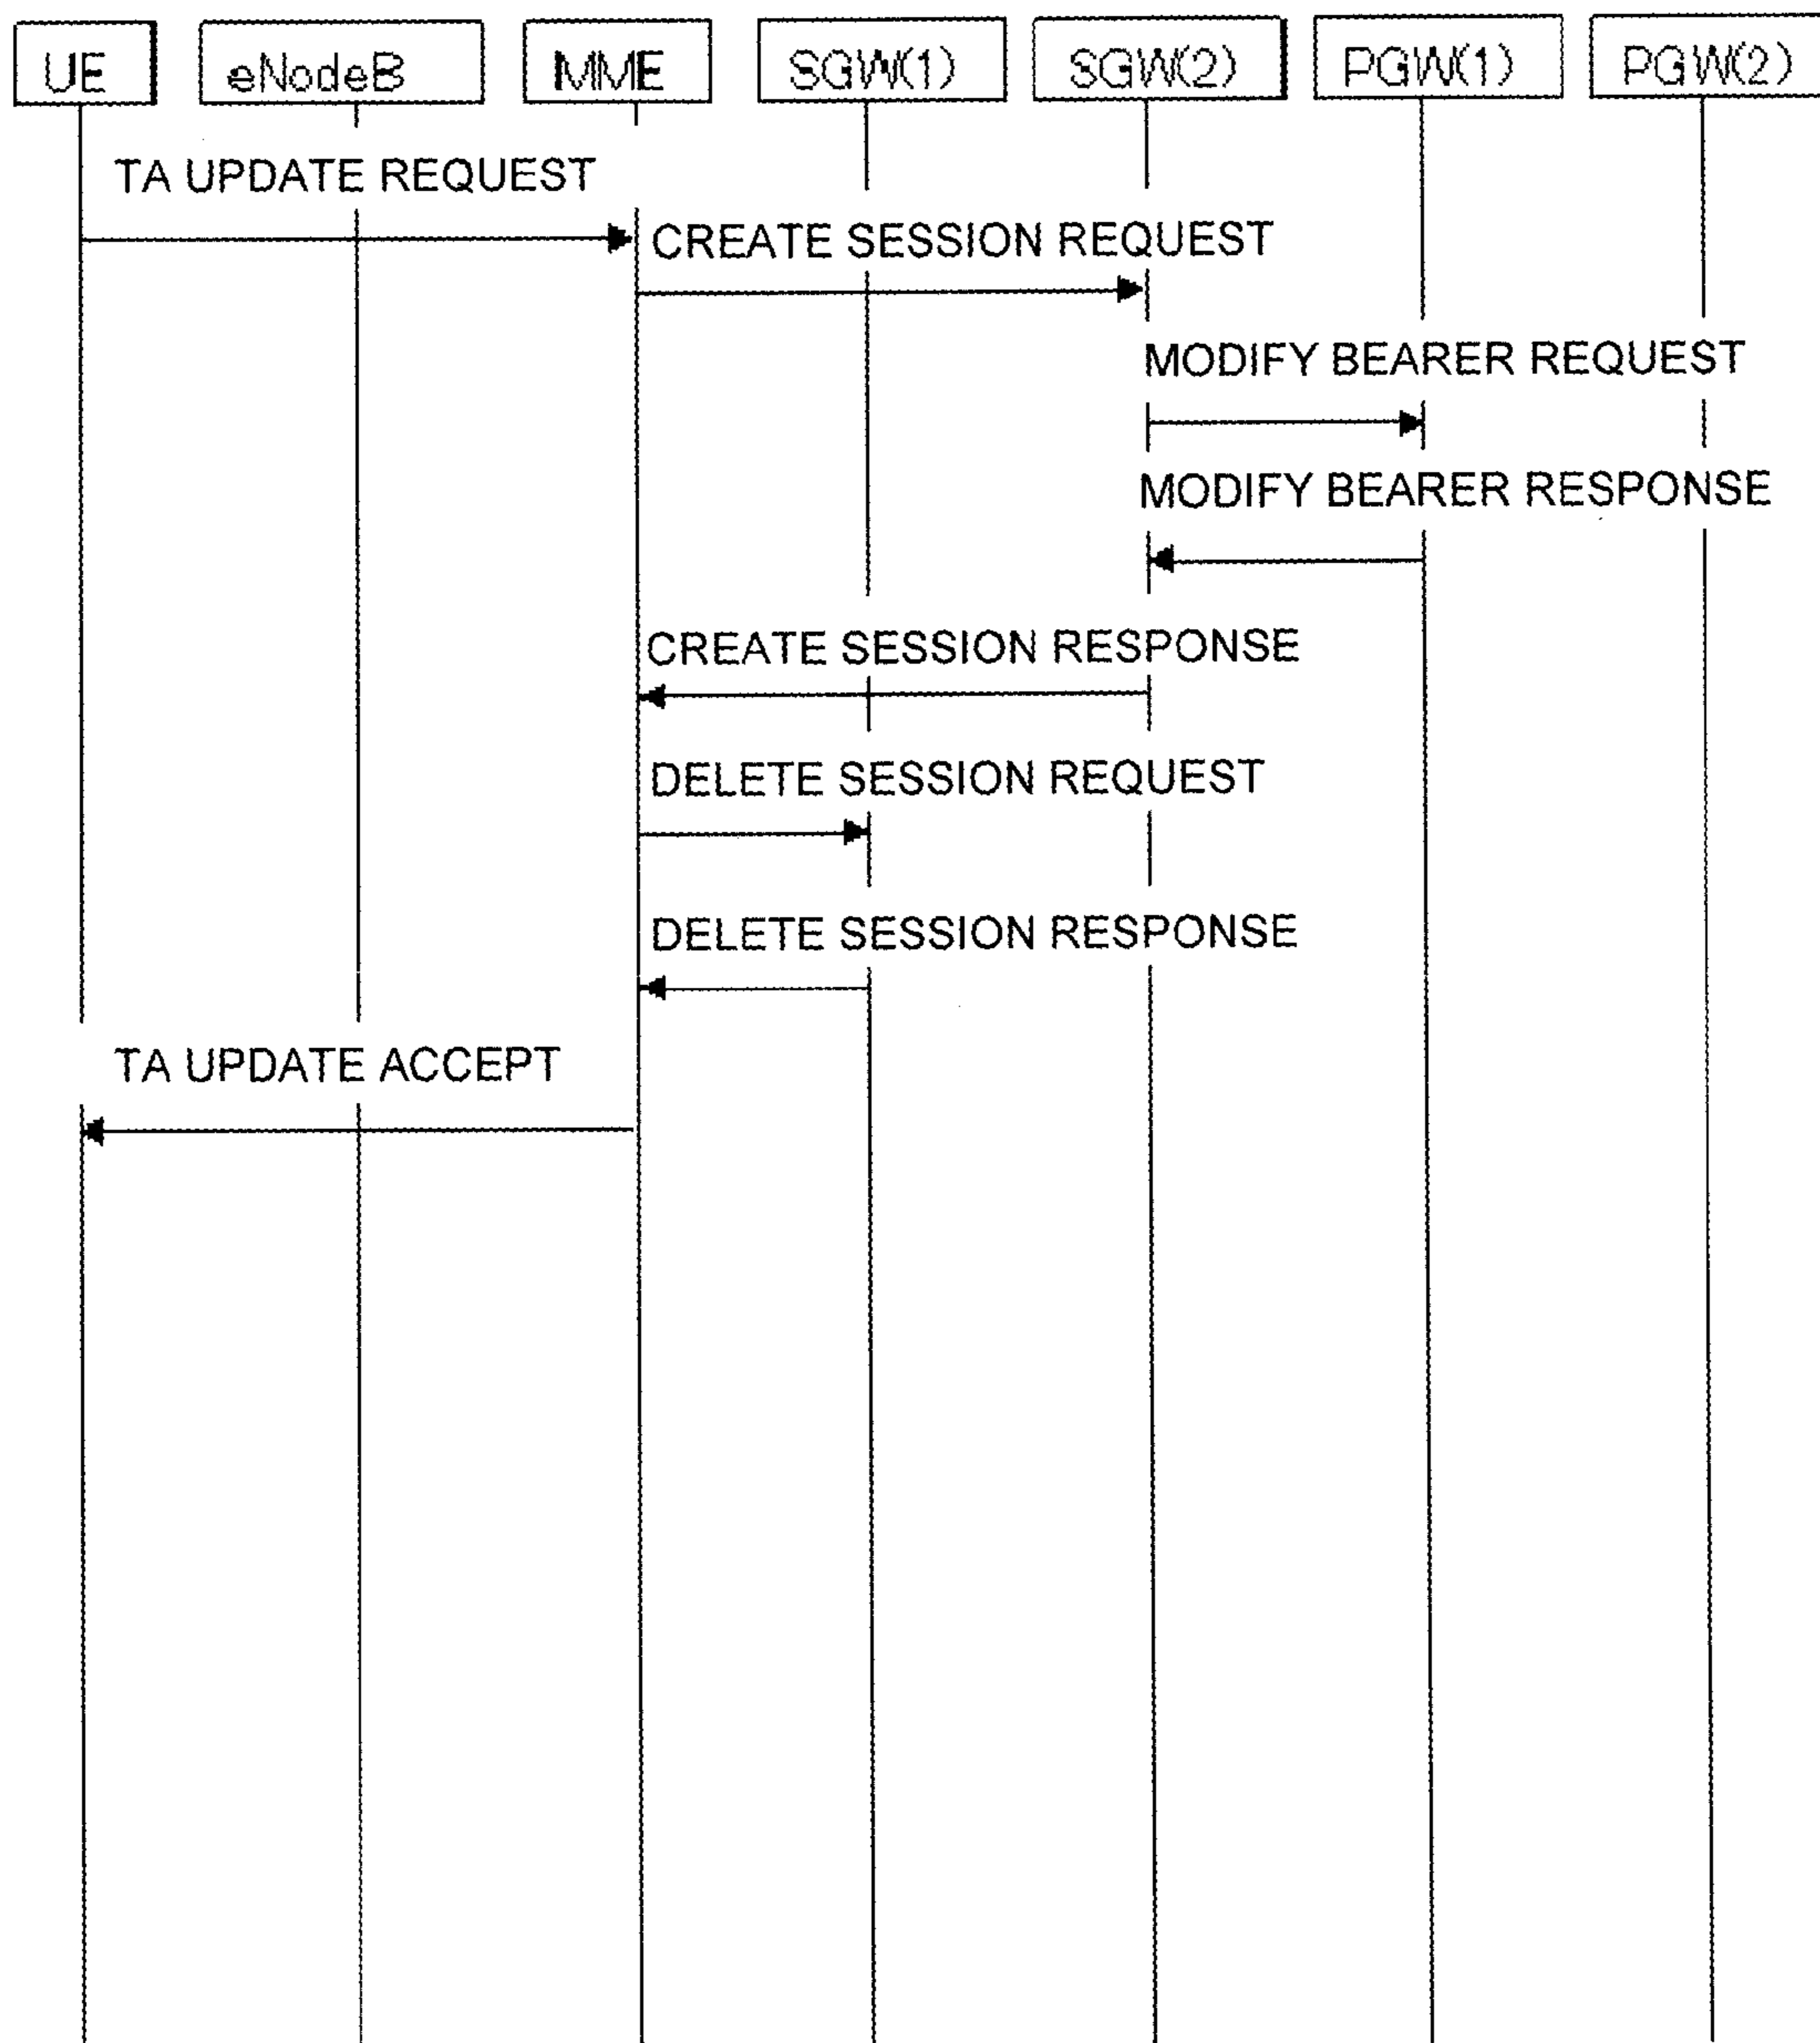 UE eNodeB MME SGW(1) SGW(2) PGW(1) PGW(2)
TA UPDATE REQUEST
CREATE SESSION REQUEST
MODIFY BEARER REQUEST
MODIFY BEARER RESPONSE
CREATE SESSION RESPONSE
DELETE SESSION REQUEST
DELETE SESSION RESPONSE
TA UPDATE ACCEPT